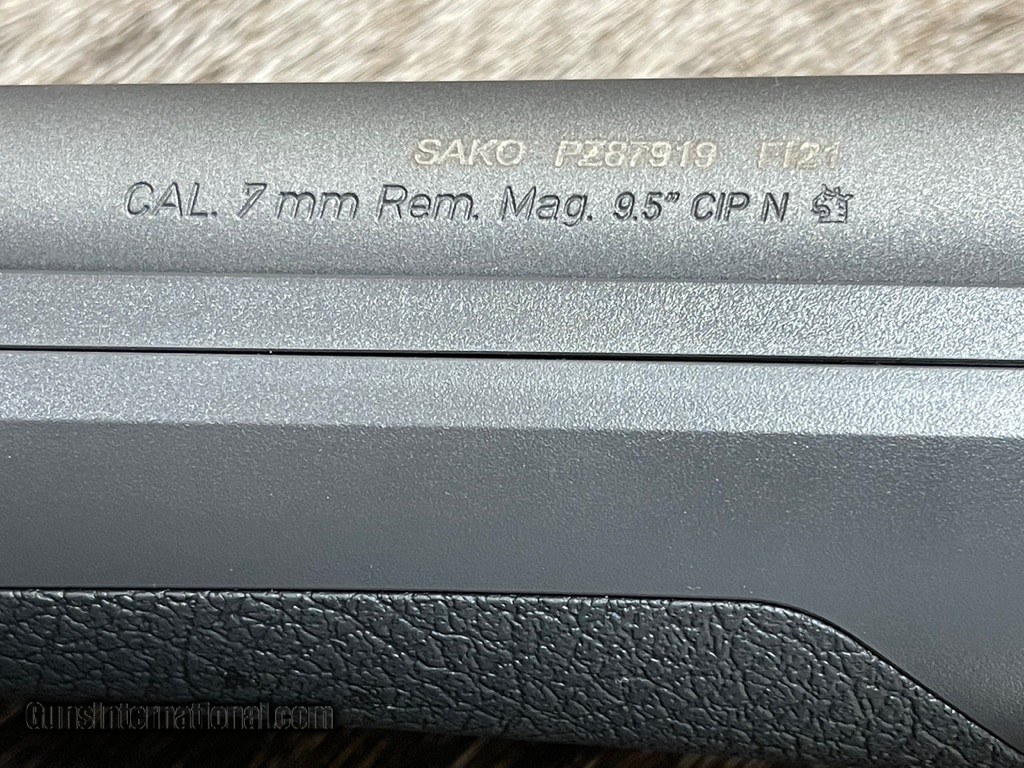 SAKO PZ87919 FI21
CAL. 7 mm Rem. Mag. 9.5” CIP N
GunsInternational.com